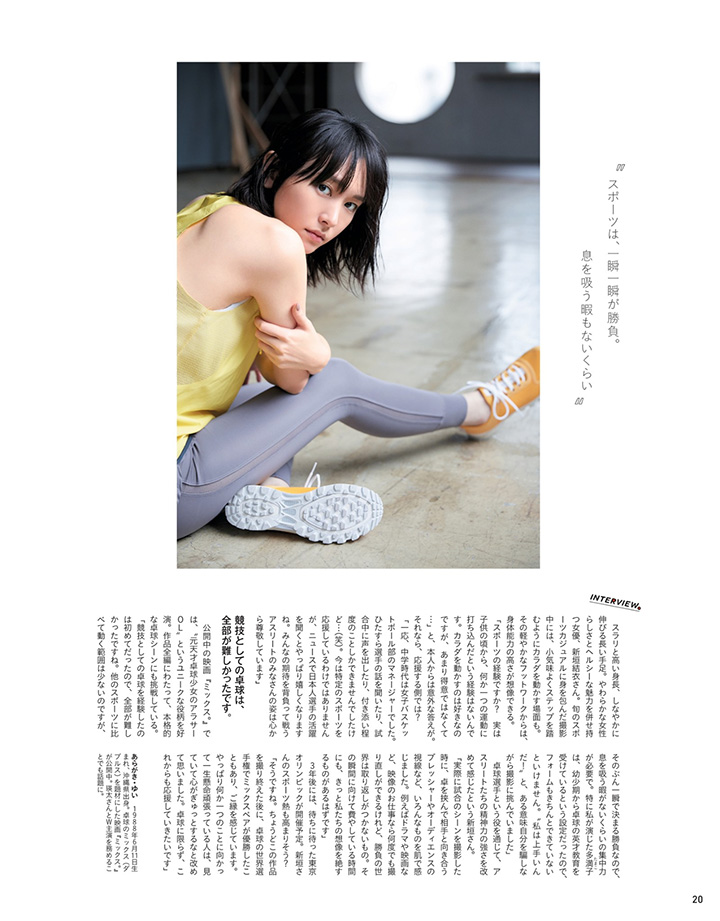 〝スポーツは、一瞬一瞬が勝負。
息を吸う暇もないくらい〟
INTERVIEW
スラリと高い身長、しなやかに
伸びる長い手足。やわらかな女性
らしさとヘルシーな魅力を併せ持
つ女優、新垣結衣さん。旬のスポ
ーツカジュアルに身を包んだ撮影
中には、小気味よくステップを踏
むようにカラダを動かす場面も。
その軽やかなフットワークからは、
身体能力の高さが想像できる。
「スポーツの経験ですか？　実は
子供の頃から、何か一つの運動に
打ち込んだという経験はないんで
す。カラダを動かすのは好きなの
ですが、あまり得意ではなくて
…」と、本人からは意外な答えが。
それなら、応援する側では？
「一応、中学時代は女子バスケッ
トボール部のマネージャーでした。
ひたすら選手の話を聞いたり、試
合中に声を出したり、付き添い程
度のことしかできませんでしたけ
ど…（笑）。今は特定のスポーツを
応援しているわけではありません
が、ニュースで日本人選手の活躍
を聞くとやっぱり嬉しくなります
ね。みんなの期待を背負って戦う
アスリートのみなさんの姿は心か
ら尊敬しています」
競技としての卓球は、
全部が難しかったです。
公開中の映画『ミックス。』で
は、〝元天才卓球少女のアラサー
OL〟というユニークな役柄を好
演。作品全編にわたって、本格的
な卓球シーンにも挑戦している。
「競技としての卓球を経験したの
は初めてだったので、全部が難し
かったですね。他のスポーツに比
べて動く範囲は少ないのですが、
そのぶん一瞬で決まる勝負なので、
息を吸う暇がないくらいの集中力
が必要で。特に私が演じた多満子
は、幼少期から卓球の英才教育を
受けているという設定だったので、
フォームもきちんとできていない
といけません。〝私は上手いん
だー！〟と、ある意味自分を騙しな
がら撮影に挑んでいました」
卓球選手という役を通じて、ア
スリートたちの精神力の強さを改
めて感じたという新垣さん。
「実際に試合のシーンを撮影した
時に、卓を挟んで相手と向き合う
プレッシャーやオーディエンスの
視線など、いろんなものを肌で感
じました。例えばドラマや映画な
ど、映像のお仕事なら何度でも撮
り直しができるけれど、勝負の世
界は取り返しがつかないもの。そ
の瞬間に向けて費やしている時間
にも、きっと私たちの想像を絶す
るものがあるはずです」
３年後には、待ちに待った東京
オリンピックが開催予定。新垣さ
んのスポーツ熱も高まりそう？
「そうですね。ちょうどこの作品
を撮り終えた後に、卓球の世界選
手権でミックスペアが優勝したこ
ともあり、ご縁を感じています。
やっぱり何か一つのことに向かっ
て一生懸命頑張っている人は、見
ていて心がぎゅっとするなと改め
て思いました。卓球に限らず、こ
れからも応援していきたいです」
あらがき・ゆい　1988年6月11日生
まれ、沖縄県出身。卓球のミックス（ダ
ブルス）を題材にした映画『ミックス。』
が公開中。瑛太さんとW主演を務めるこ
とでも話題に。
20